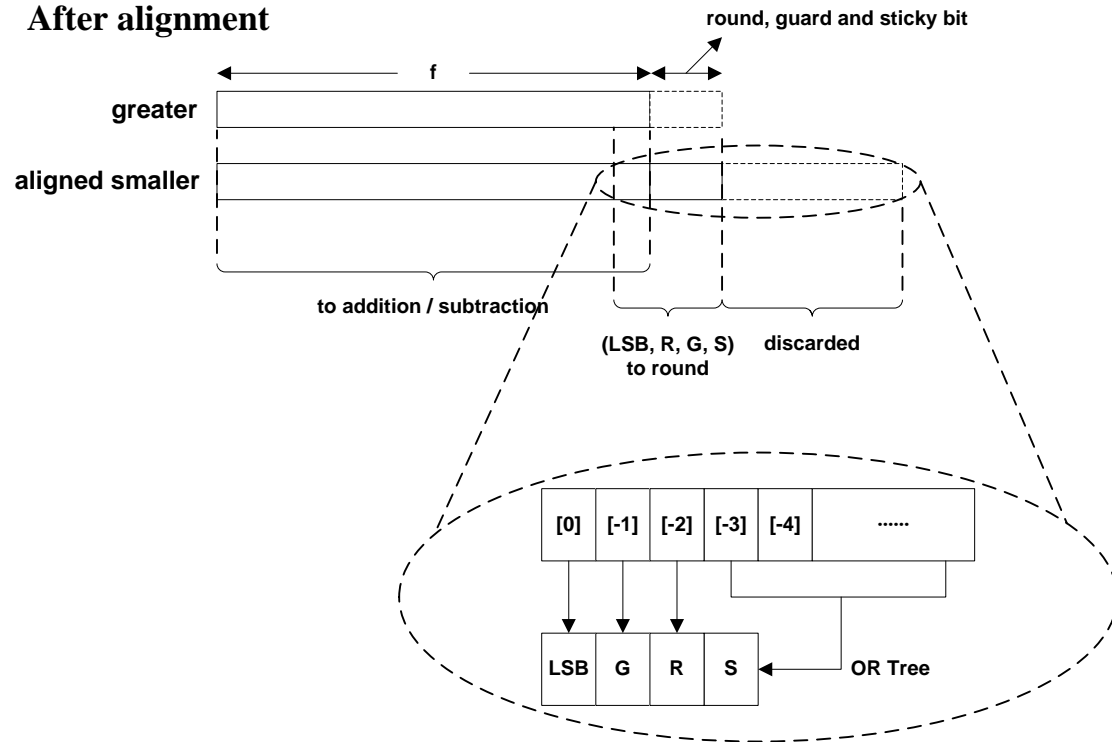 After alignment
round, guard and sticky bit
f
greater
aligned smaller
to addition / subtraction
(LSB, R, G, S)
to round
discarded
[0] [-1] [-2] [-3] [-4] ......
LSB G R S
OR Tree